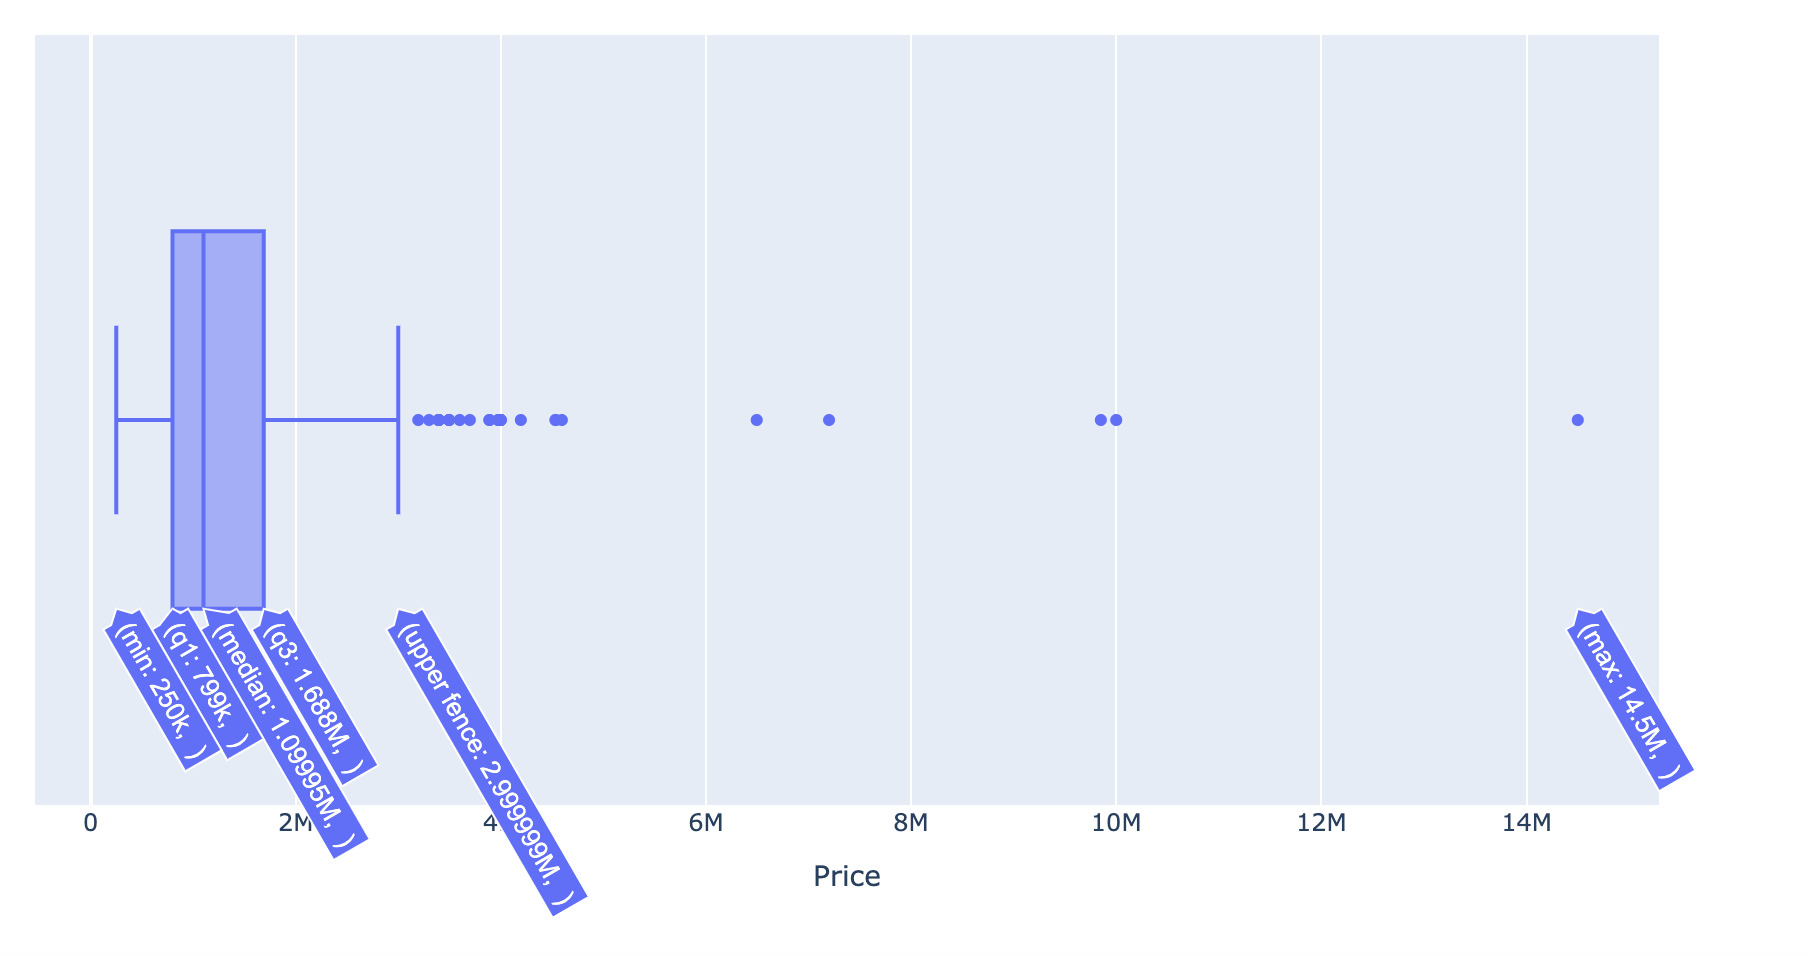 (min: 250k,  )
(q1: 799k,  )
(median: 1.09995M,  )
(q3: 1.688M,  )
(upper fence: 2.999999M,  )
(max: 14.5M,  )
0
2M
4
6M
8M
10M
12M
14M
Price